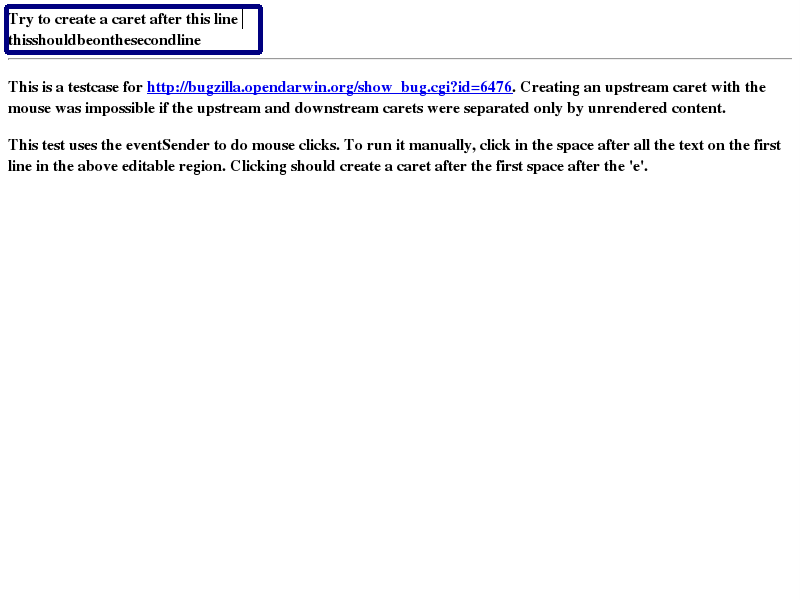 Try to create a caret after this line
thisshouldbeonthesecondline
This is a testcase for http://bugzilla.opendarwin.org/show_bug.cgi?id=6476. Creating an upstream caret with the
mouse was impossible if the upstream and downstream carets were separated only by unrendered content.
This test uses the eventSender to do mouse clicks. To run it manually, click in the space after all the text on the first
line in the above editable region. Clicking should create a caret after the first space after the 'e'.